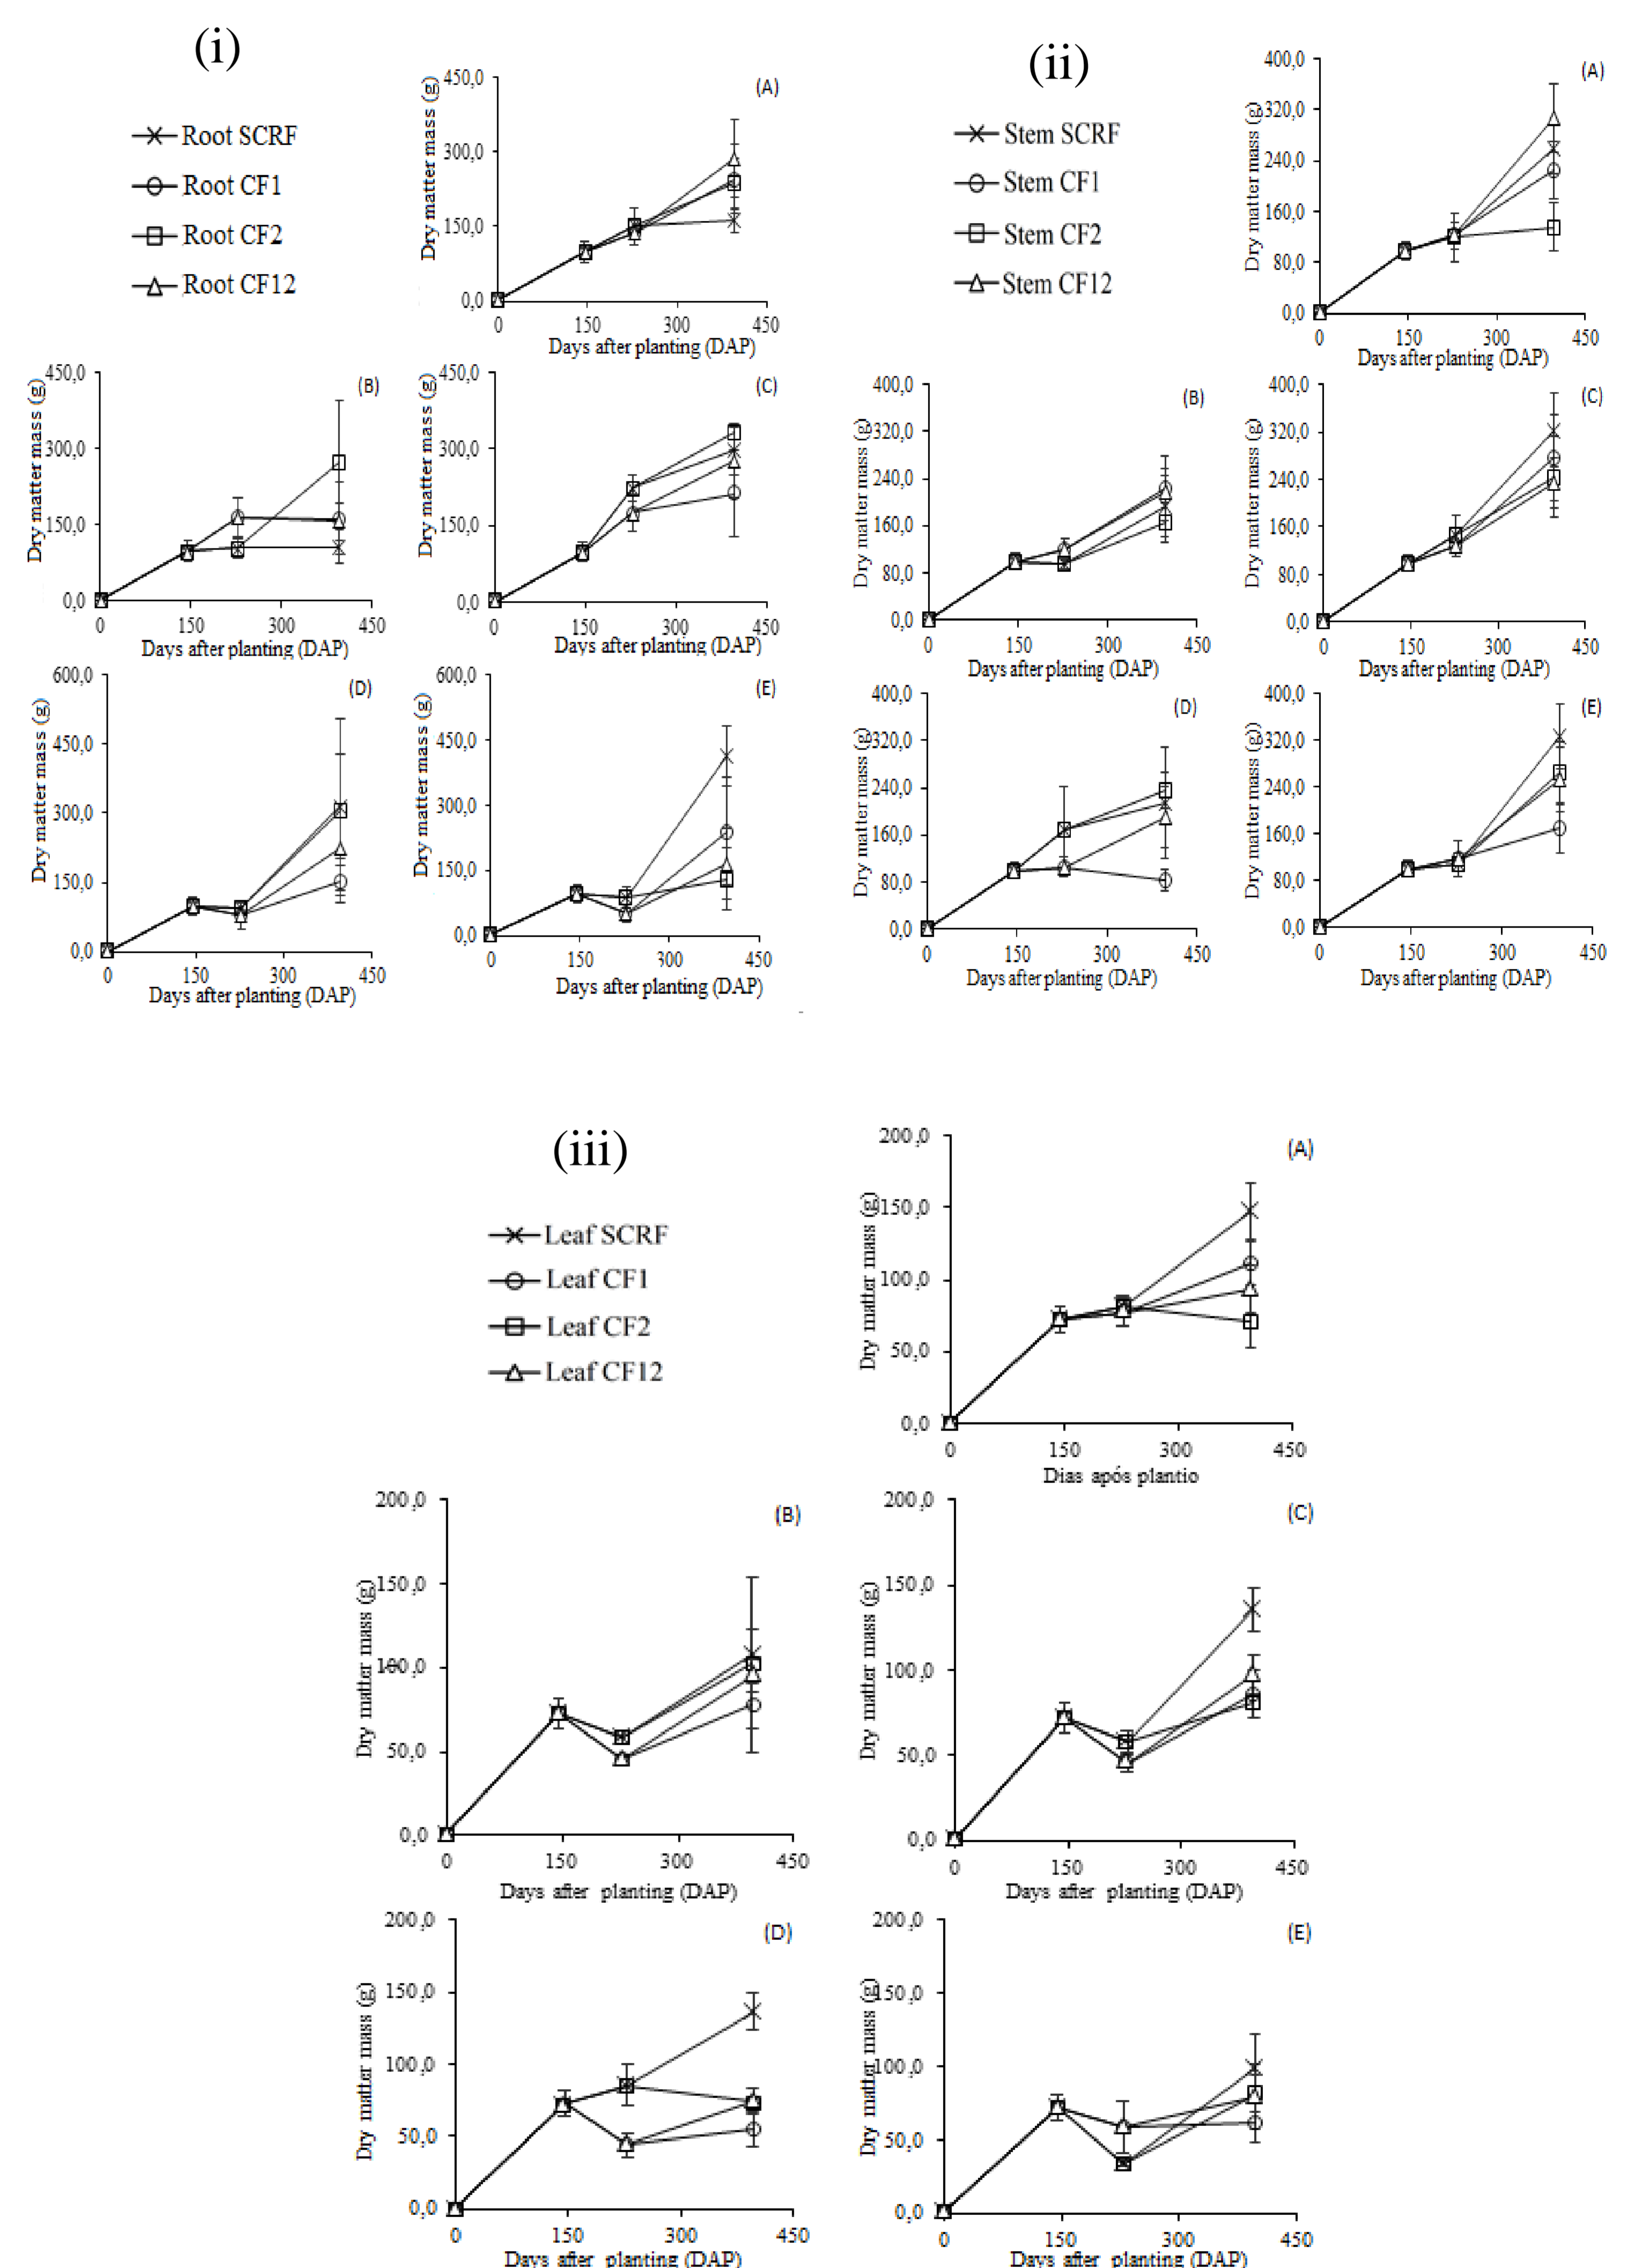 (i)
Root SCRF
Root CF1
Root CF2
Root CF12
(A)
Dry matter mass (g)
450,0
300,0
150,0
0,0
0 150 300 450
Days after planting (DAP)
(B)
Dry matter mass (g)
450,0
300,0
150,0
0,0
0 150 300 450
Days after planting (DAP)
(C)
Dry matter mass (g)
450,0
300,0
150,0
0,0
0 150 300 450
Days after planting (DAP)
(D)
Dry matter mass (g)
600,0
450,0
300,0
150,0
0,0
0 150 300 450
Days after planting (DAP)
(E)
Dry matter mass (g)
600,0
450,0
300,0
150,0
0,0
0 150 300 450
Days after planting (DAP)
(ii)
Stem SCRF
Stem CF1
Stem CF2
Stem CF12
(A)
Dry matter mass (g)
400,0
320,0
240,0
160,0
80,0
0,0
0 150 300 450
Days after planting (DAP)
(B)
Dry matter mass (g)
400,0
320,0
240,0
160,0
80,0
0,0
0 150 300 450
Days after planting (DAP)
(C)
Dry matter mass (g)
400,0
320,0
240,0
160,0
80,0
0,0
0 150 300 450
Days after planting (DAP)
(D)
Dry matter mass (g)
400,0
320,0
240,0
160,0
80,0
0,0
0 150 300 450
Days after planting (DAP)
(E)
Dry matter mass (g))
400,0
320,0
240,0
160,0
80,0
0,0
0 150 300 450
Days after planting (DAP)
(iii)
Leaf SCRF
Leaf CF1
Leaf CF2
Leaf CF12
(A)
Dry matter mass (g)
200,0
150,0
100,0
50,0
0,0
0 150 300 450
Dias após plantio
(B)
Dry matter mass (g)
200,0
150,0
100,0
50,0
0,0
0 150 300 450
Days after planting (DAP)
(C)
Dry matter mass (g)
200,0
150,0
100,0
50,0
0,0
0 150 300 450
Days after planting (DAP)
(D)
Dry matter mass (g)
200,0
150,0
100,0
50,0
0,0
0 150 300 450
Days after planting (DAP)
(E)
Dry matter mass (g)
200,0
150,0
100,0
50,0
0,0
0 150 300 450
Days after planting (DAP)